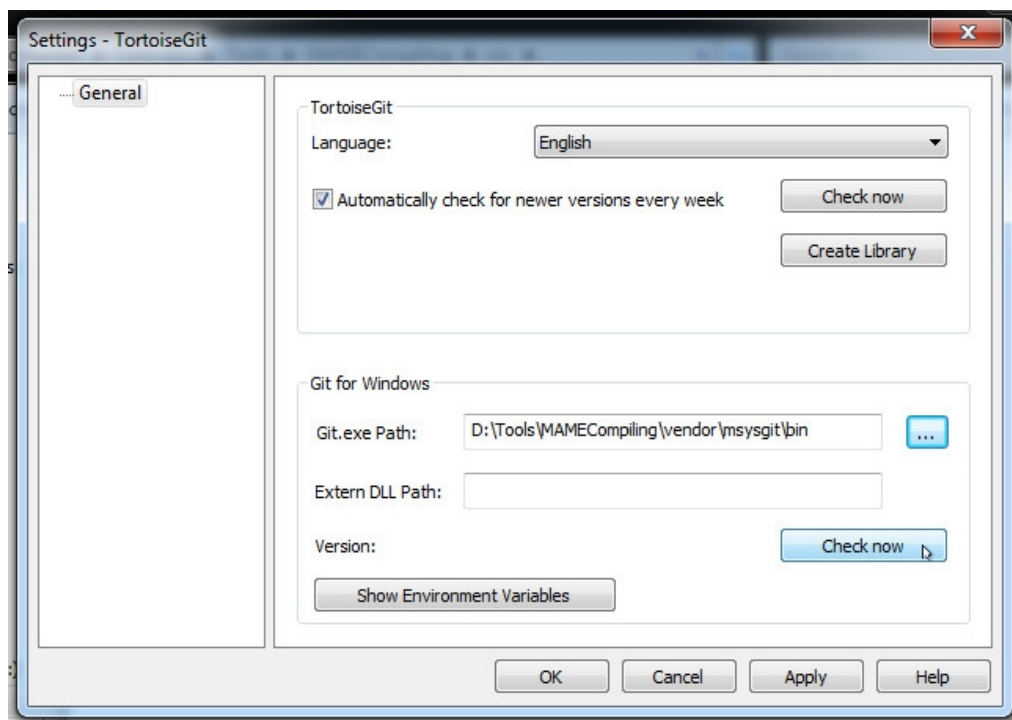 Settings - TortoiseGit
General
TortoiseGit
Language:
English
Automatically check for newer versions every week
Check now
Create Library
Git for Windows
Git.exe Path:
D:\Tools\MAMECompiling\vendor\msysgit\bin
...
Extern DLL Path:
Version:
Check now
Show Environment Variables
OK
Cancel
Apply
Help